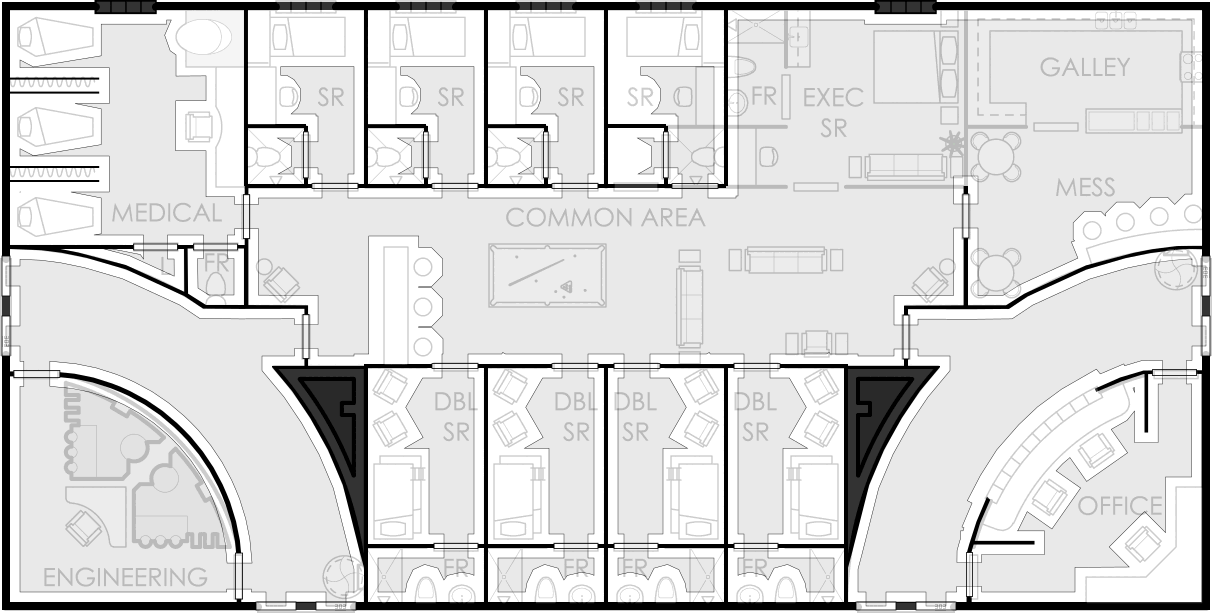 GALLEY
SR
SR
SR
SR
FR
EXEC
SR
MESS
MEDICAL
COMMON AREA
FR
DBL
SR
DBL
SR
DBL
SR
DBL
SR
OFFICE
ENGINEERING
FR
FR
FR
FR